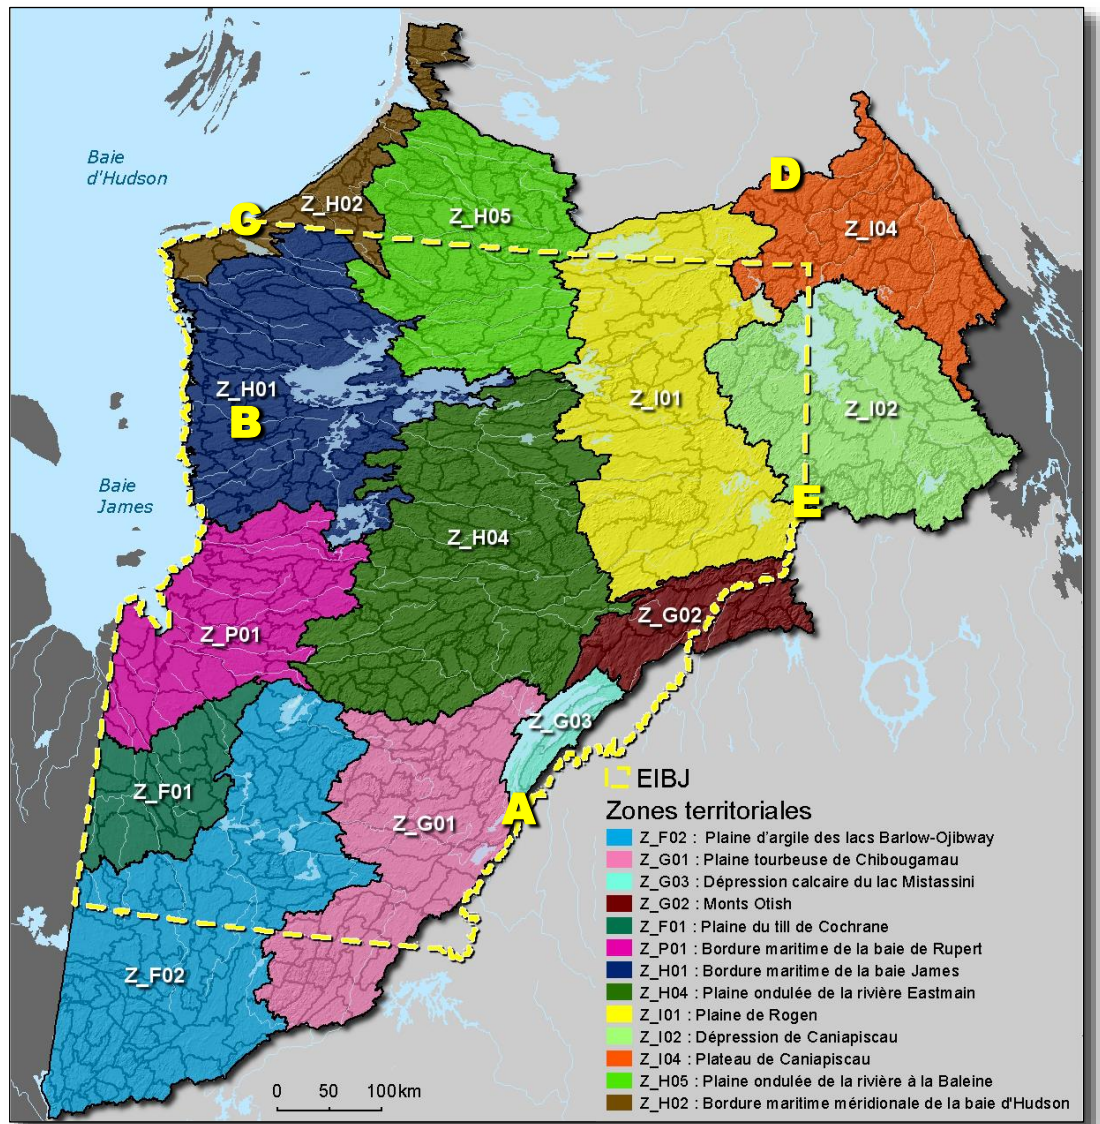 Baie
d'Hudson
D
C
Z_H02
Z_H05
Z_I04
Z_H01
B
Z_I01
Z_I02
Baie
James
E
Z_H04
Z_G02
Z_P01
Z_G03
Z_F01
A
Z_G01
Z_F02
EIBJ
Zones territoriales
Z_F02 : Plaine d'argile des lacs Barlow-Ojibway
Z_G01 : Plaine tourbeuse de Chibougamau
Z_G03 : Dépression calcaire du lac Mistassini
Z_G02 : Monts Otish
Z_F01 : Plaine du till de Cochrane
Z_P01 : Bordure maritime de la baie de Rupert
Z_H01 : Bordure maritime de la baie James
Z_H04 : Plaine ondulée de la rivière Eastmain
Z_I01 : Plaine de Rogen
Z_I02 : Dépression de Caniapiscau
Z_I04 : Plateau de Caniapiscau
Z_H05 : Plaine ondulée de la rivière à la Baleine
Z_H02 : Bordure maritime méridionale de la baie d'Hudson
0 50 100 km